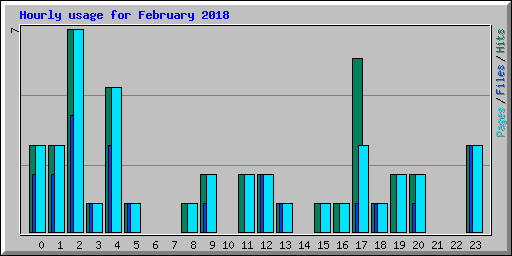 Hourly usage for February 2018
7
Pages/Files/Hits
0 1 2 3 4 5 6 7 8 9 10 11 12 13 14 15 16 17 18 19 20 21 22 23